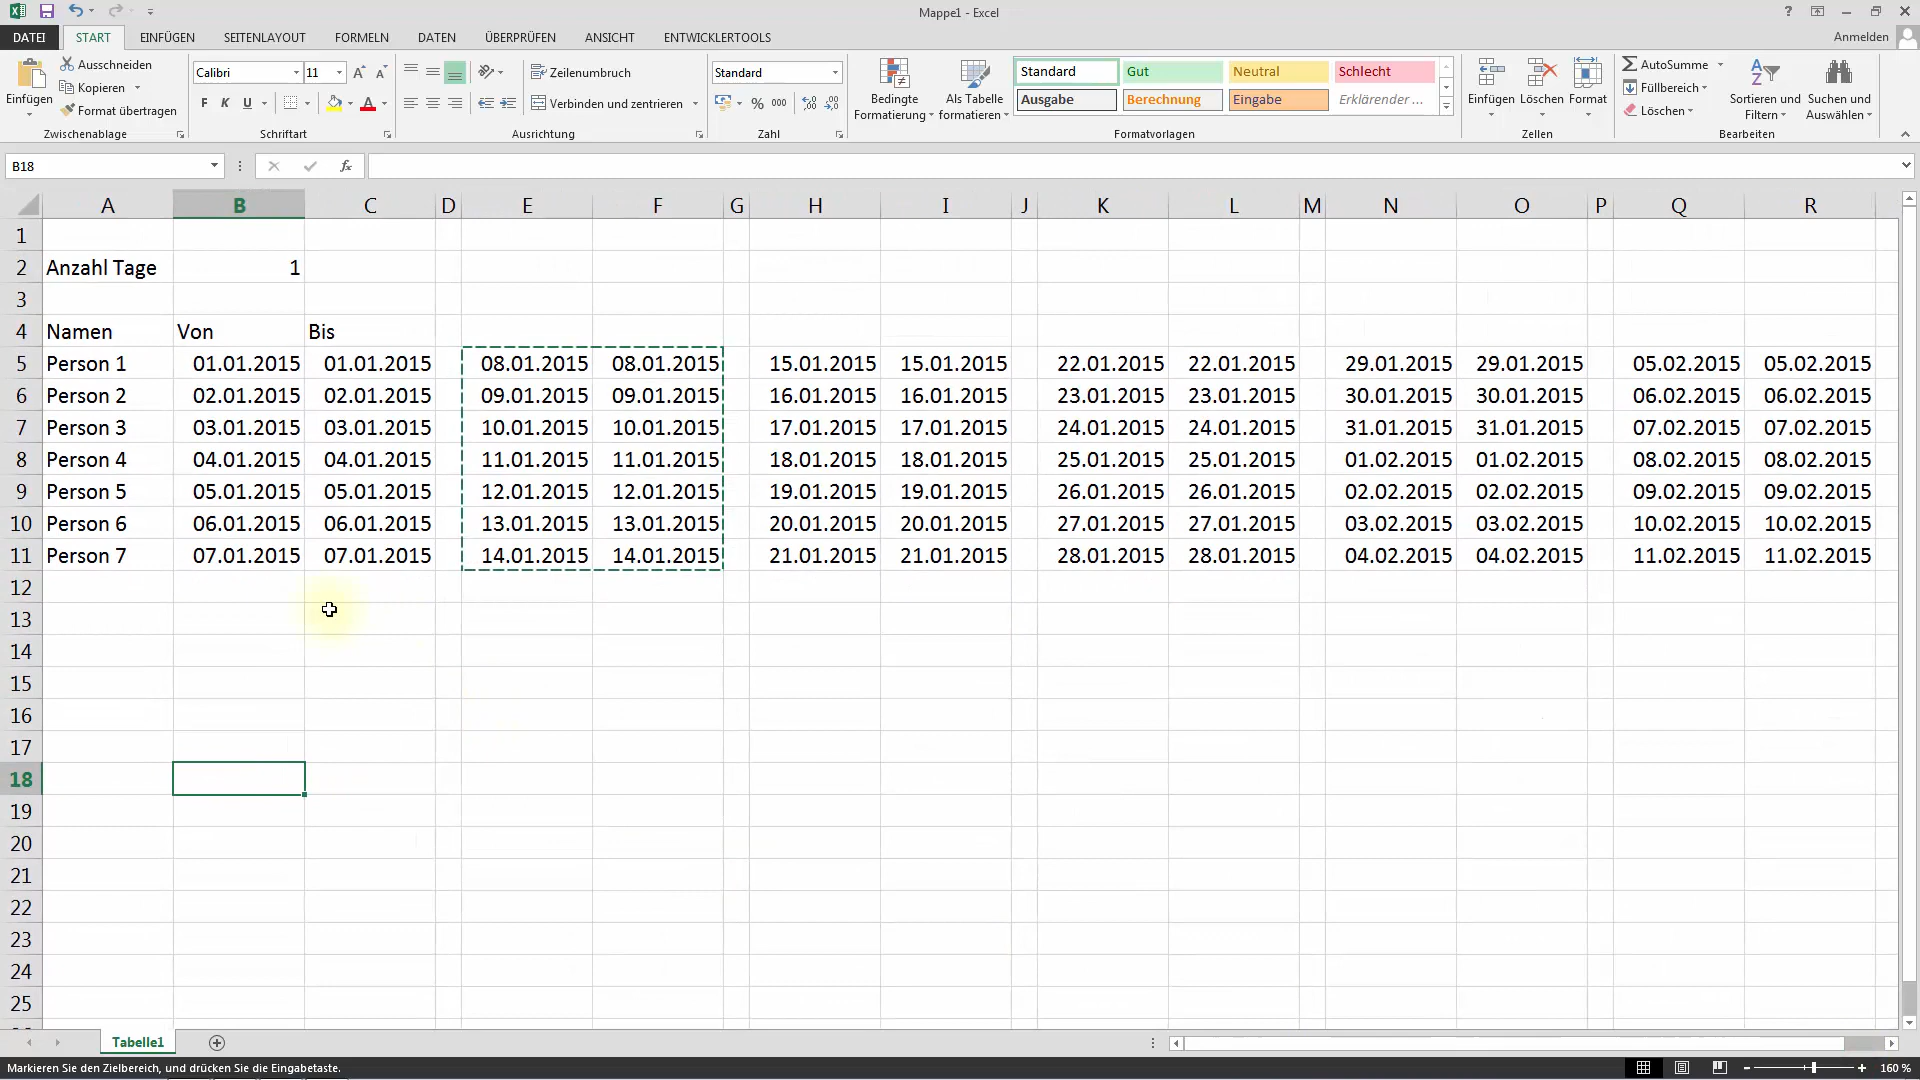 Mappe1 - Excel
?
DATEI START EINFÜGEN SEITENLAYOUT FORMELN DATEN ÜBERPRÜFEN ANSICHT ENTWICKLERTOOLS Anmelden
Einfügen
Ausschneiden
Kopieren
Format übertragen
Zwischenablage
Calibri 11
F K U
Schriftart
Zeilenumbruch
Verbinden und zentrieren
Ausrichtung
Standard
% 000
Zahl
Bedingte Formatierung
Als Tabelle formatieren
Standard Gut Neutral Schlecht
Ausgabe Berechnung Eingabe Erklärender ...
Formatvorlagen
Einfügen Löschen Format
Zellen
AutoSumme
Füllbereich
Löschen
Sortieren und Filtern
Suchen und Auswählen
Bearbeiten
B18 fx
A B C D E F G H I J K L M N O P Q R
1
2 Anzahl Tage 1
3
4 Namen Von Bis
5 Person 1 01.01.2015 01.01.2015 08.01.2015 08.01.2015 15.01.2015 15.01.2015 22.01.2015 22.01.2015 29.01.2015 29.01.2015 05.02.2015 05.02.2015
6 Person 2 02.01.2015 02.01.2015 09.01.2015 09.01.2015 16.01.2015 16.01.2015 23.01.2015 23.01.2015 30.01.2015 30.01.2015 06.02.2015 06.02.2015
7 Person 3 03.01.2015 03.01.2015 10.01.2015 10.01.2015 17.01.2015 17.01.2015 24.01.2015 24.01.2015 31.01.2015 31.01.2015 07.02.2015 07.02.2015
8 Person 4 04.01.2015 04.01.2015 11.01.2015 11.01.2015 18.01.2015 18.01.2015 25.01.2015 25.01.2015 01.02.2015 01.02.2015 08.02.2015 08.02.2015
9 Person 5 05.01.2015 05.01.2015 12.01.2015 12.01.2015 19.01.2015 19.01.2015 26.01.2015 26.01.2015 02.02.2015 02.02.2015 09.02.2015 09.02.2015
10 Person 6 06.01.2015 06.01.2015 13.01.2015 13.01.2015 20.01.2015 20.01.2015 27.01.2015 27.01.2015 03.02.2015 03.02.2015 10.02.2015 10.02.2015
11 Person 7 07.01.2015 07.01.2015 14.01.2015 14.01.2015 21.01.2015 21.01.2015 28.01.2015 28.01.2015 04.02.2015 04.02.2015 11.02.2015 11.02.2015
12
13
14
15
16
17
18
19
20
21
22
23
24
25
Tabelle1
Markieren Sie den Zielbereich, und drücken Sie die Eingabetaste. 160 %